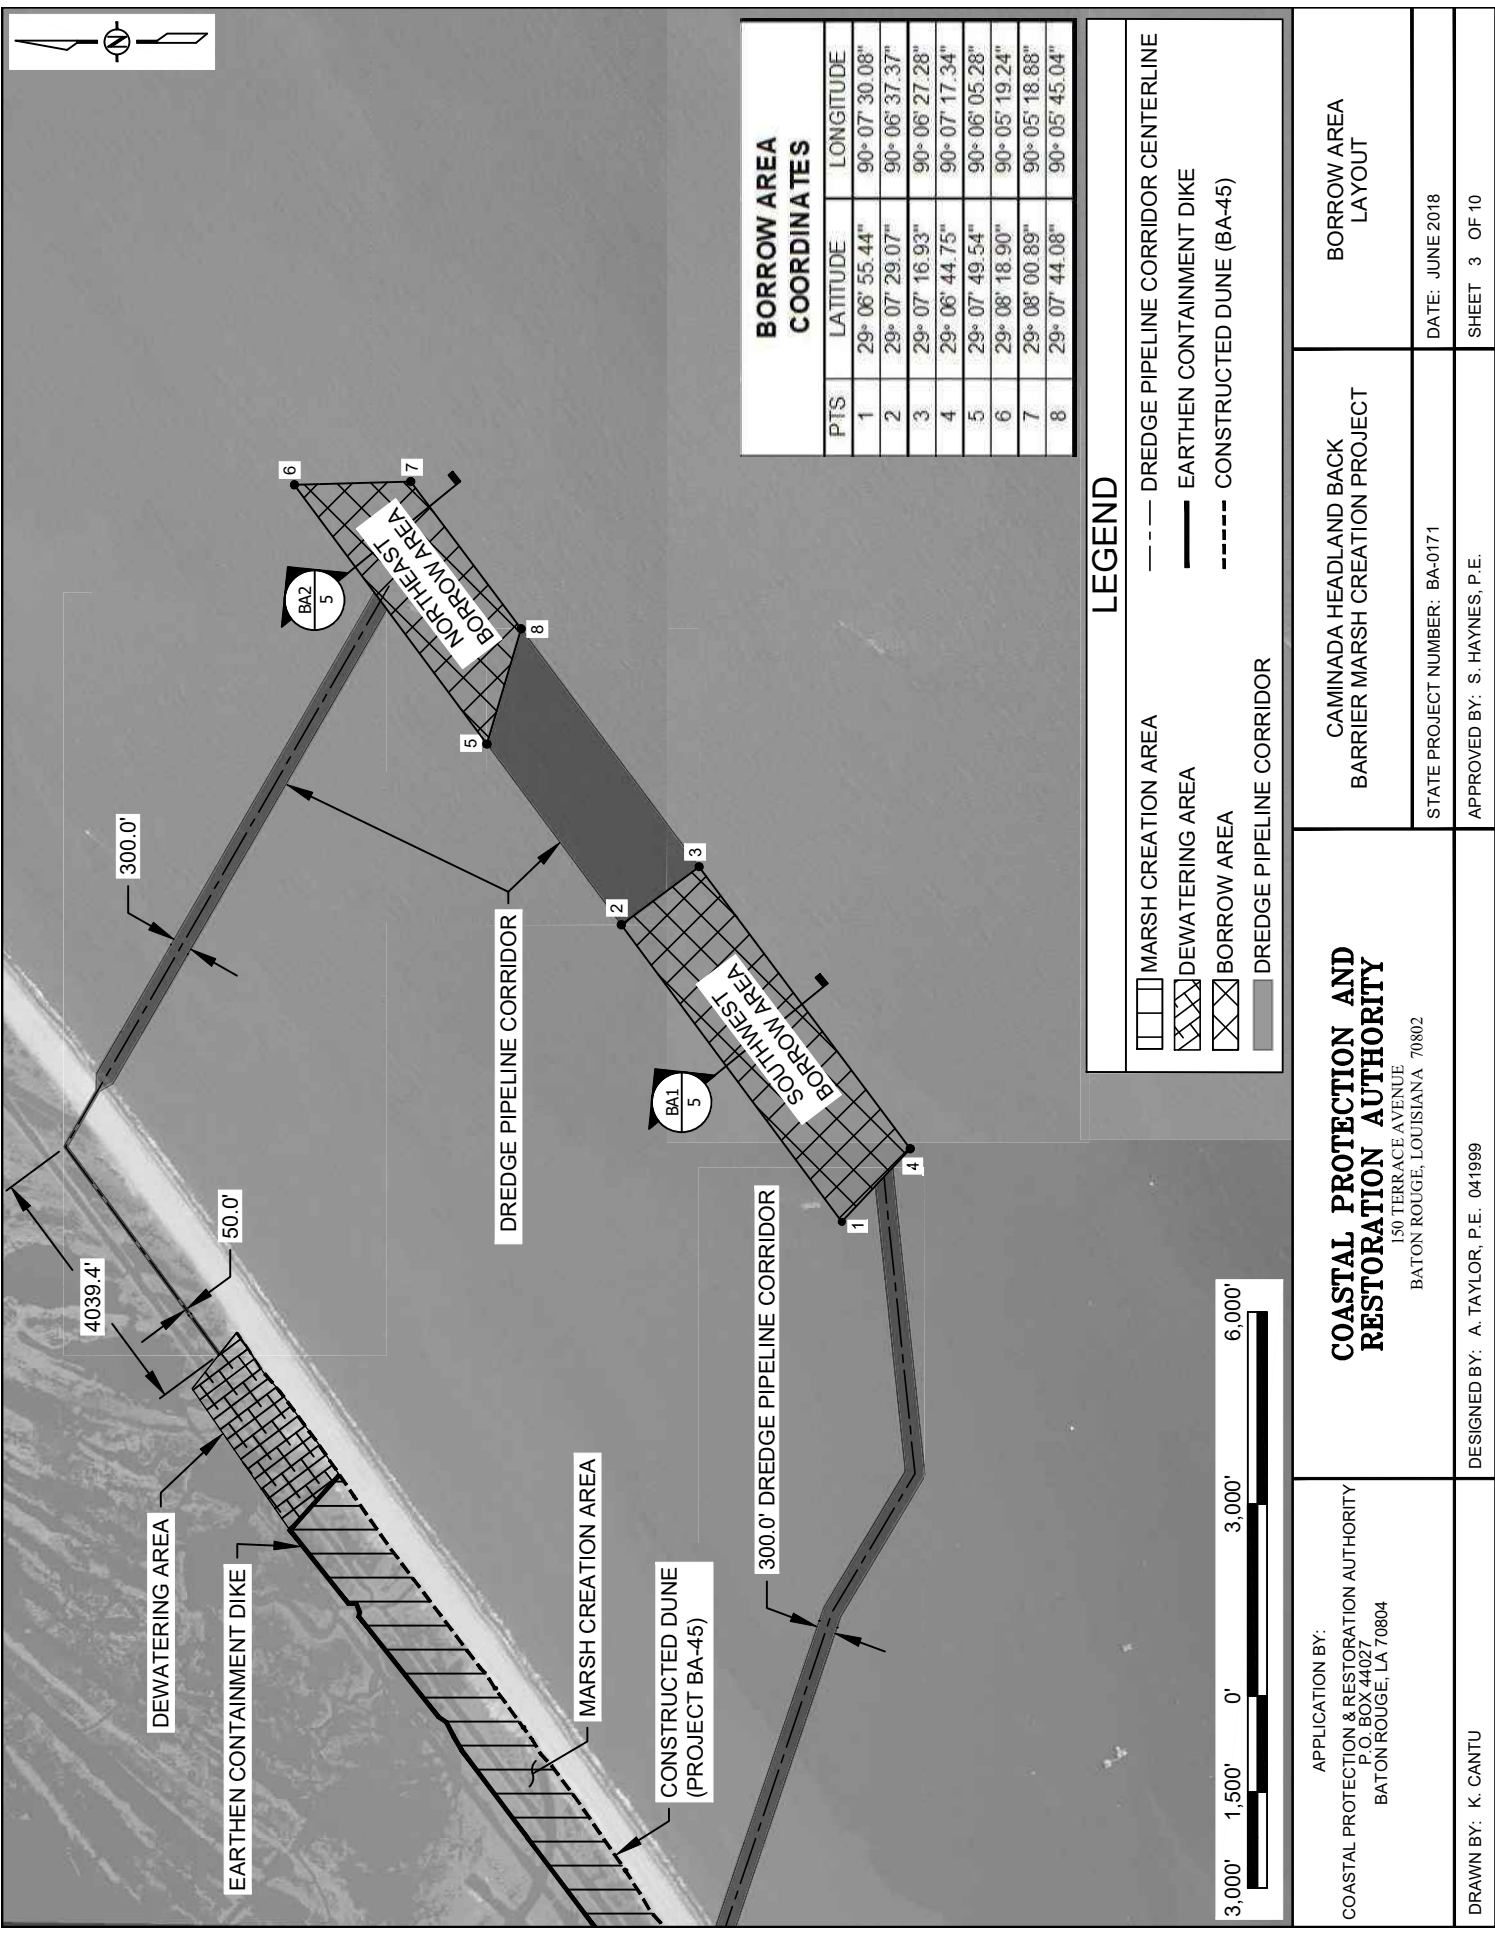 N
4039.4'
50.0'
300.0'
DEWATERING AREA
EARTHEN CONTAINMENT DIKE
MARSH CREATION AREA
CONSTRUCTED DUNE
(PROJECT BA-45)
DREDGE PIPELINE CORRIDOR
300.0' DREDGE PIPELINE CORRIDOR
BA2
5
BA1
5
NORTHEAST
BORROW AREA
SOUTHWEST
BORROW AREA
6
7
5
8
2
3
1
4
BORROW AREA
COORDINATES
PTS LATITUDE LONGITUDE
1 29° 06' 55.44" 90° 07' 30.08"
2 29° 07' 29.07" 90° 06' 37.37"
3 29° 07' 16.93" 90° 06' 27.28"
4 29° 06' 44.75" 90° 07' 17.34"
5 29° 07' 49.54" 90° 06' 05.28"
6 29° 08' 18.90" 90° 05' 19.24"
7 29° 08' 00.89" 90° 05' 18.88"
8 29° 07' 44.08" 90° 05' 45.04"
LEGEND
MARSH CREATION AREA
DEWATERING AREA
BORROW AREA
DREDGE PIPELINE CORRIDOR
DREDGE PIPELINE CORRIDOR CENTERLINE
EARTHEN CONTAINMENT DIKE
CONSTRUCTED DUNE (BA-45)
3,000' 1,500' 0' 3,000' 6,000'
APPLICATION BY:
COASTAL PROTECTION & RESTORATION AUTHORITY
P.O. BOX 44027
BATON ROUGE, LA 70804
DRAWN BY: K. CANTU
COASTAL PROTECTION AND
RESTORATION AUTHORITY
150 TERRACE AVENUE
BATON ROUGE, LOUISIANA 70802
DESIGNED BY: A. TAYLOR, P.E. 041999
CAMINADA HEADLAND BACK
BARRIER MARSH CREATION PROJECT
STATE PROJECT NUMBER: BA-0171
APPROVED BY: S. HAYNES, P.E.
BORROW AREA
LAYOUT
DATE: JUNE 2018
SHEET 3 OF 10